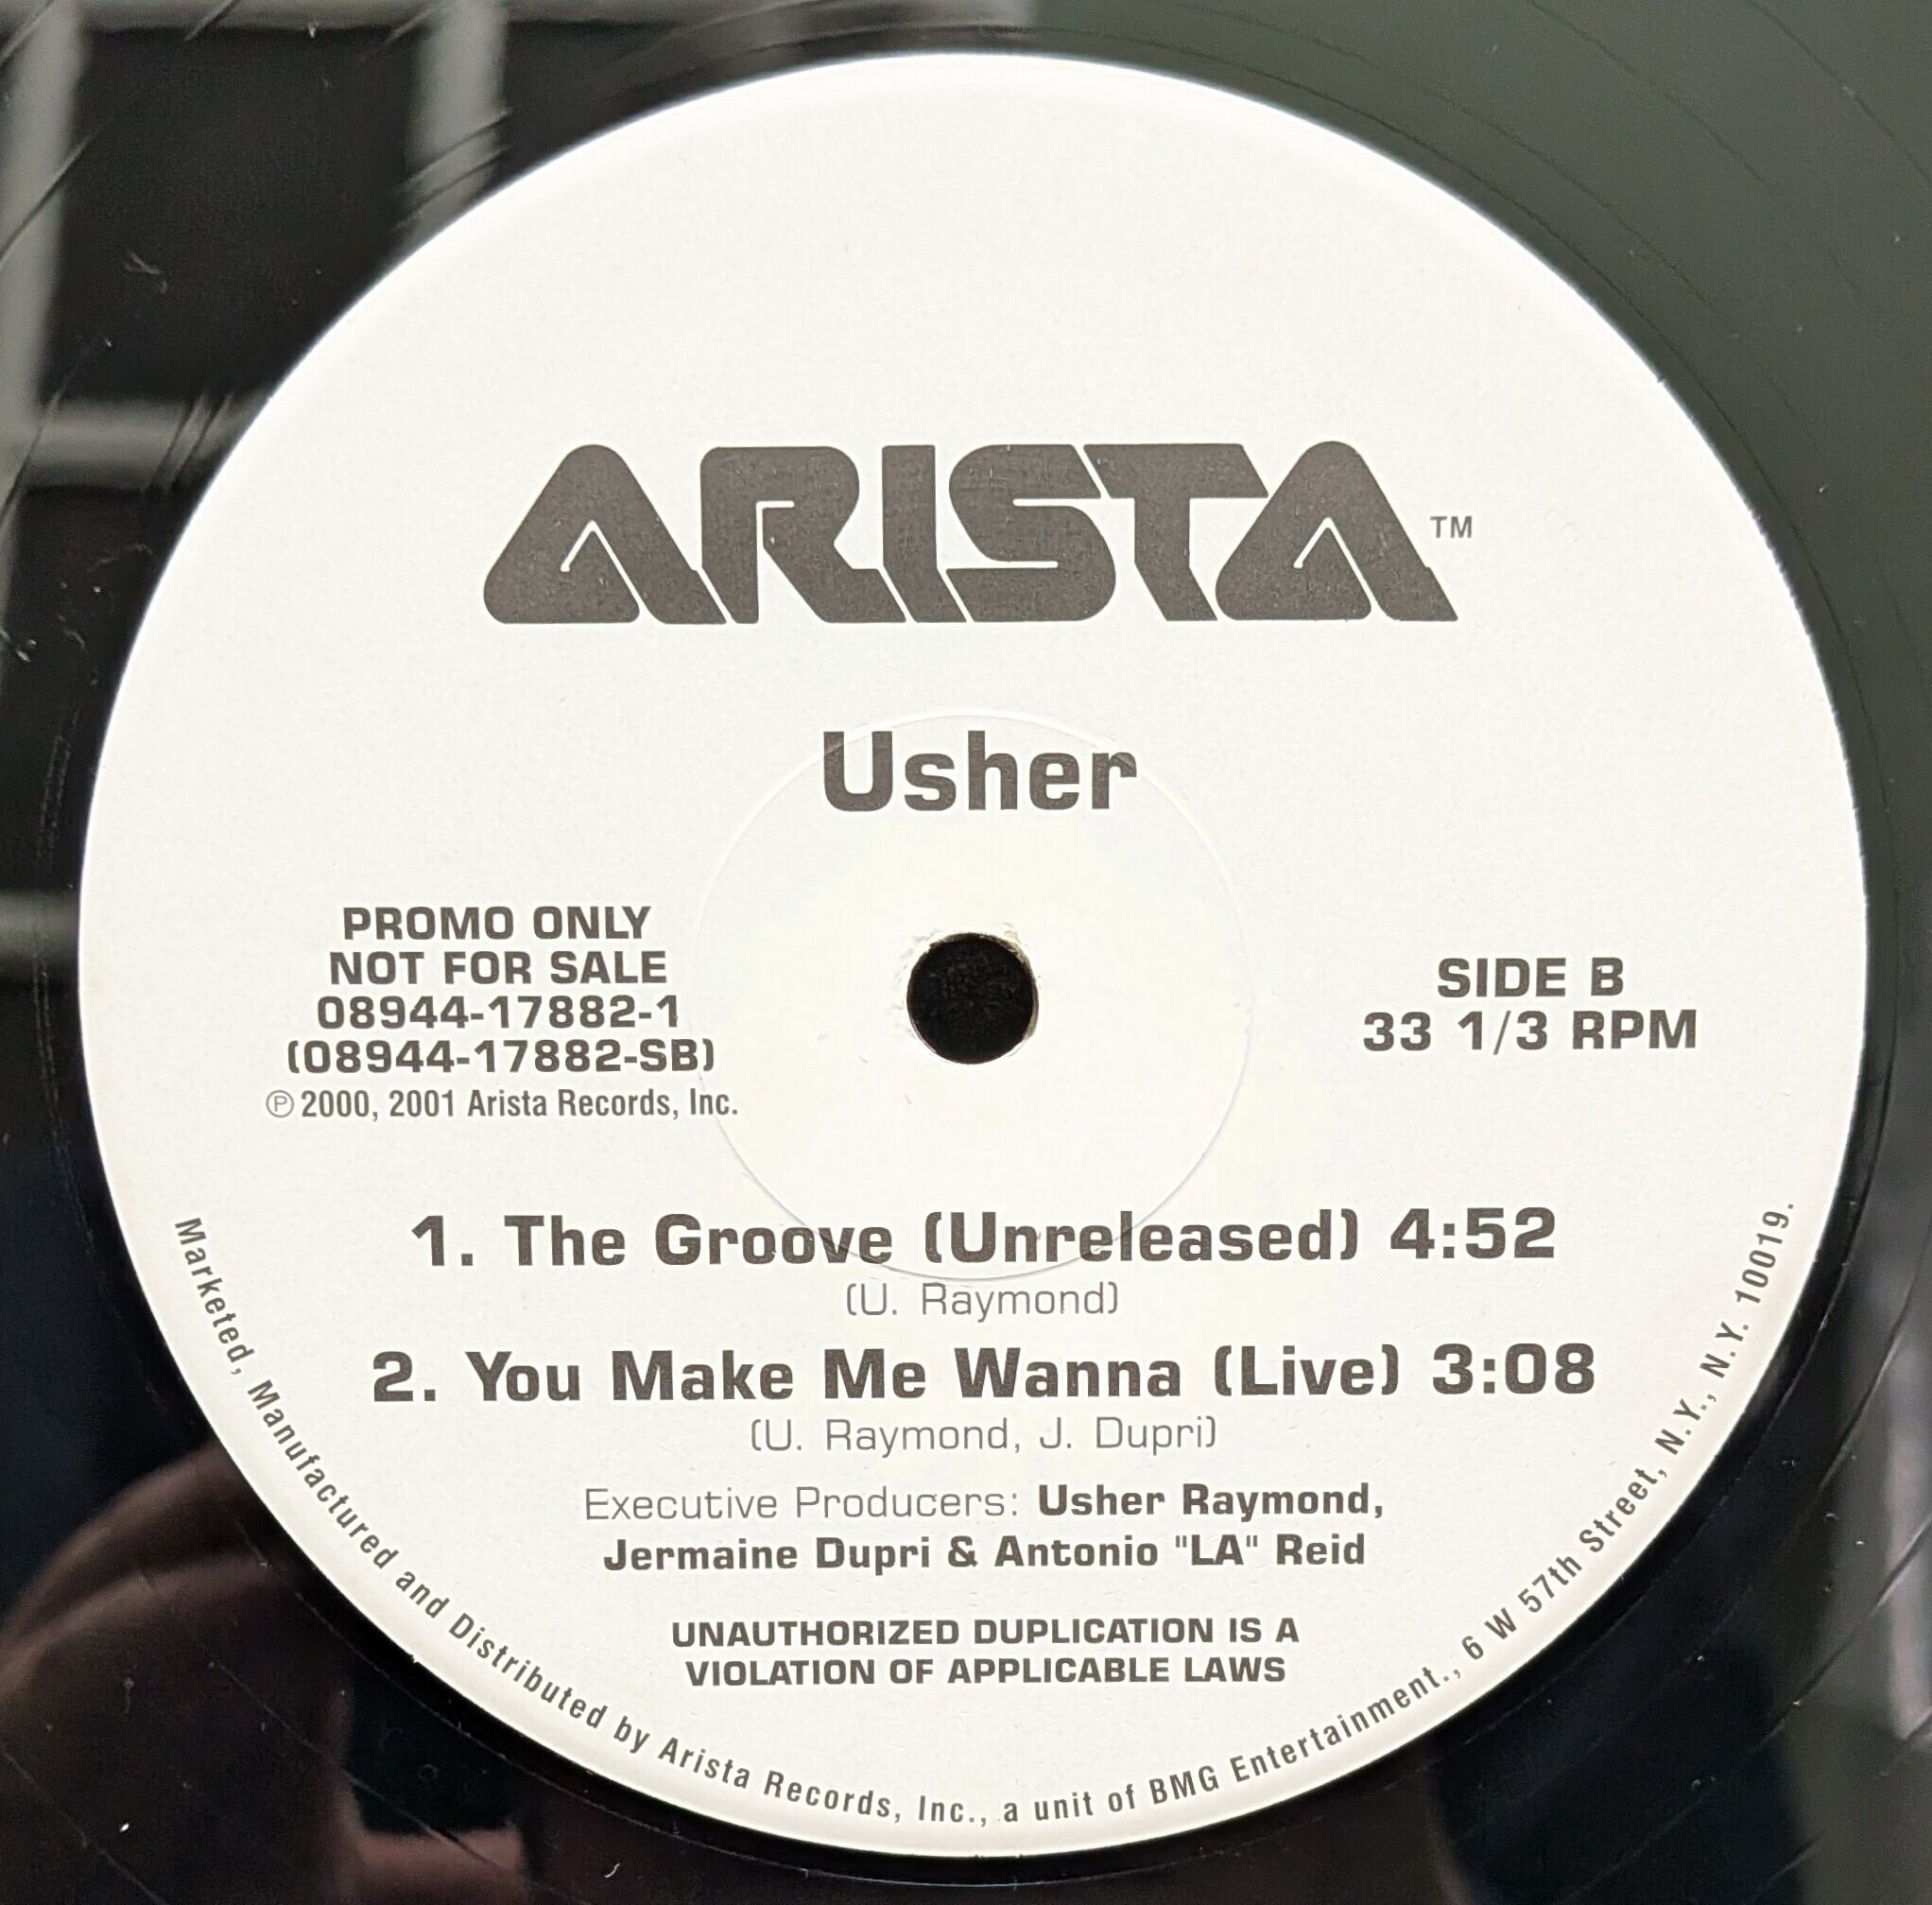 ARISTA™
Usher
PROMO ONLY
NOT FOR SALE
08944-17882-1
(08944-17882-SB)
℗ 2000, 2001 Arista Records, Inc.
SIDE B
33 1/3 RPM
1. The Groove (Unreleased) 4:52
(U. Raymond)
2. You Make Me Wanna (Live) 3:08
(U. Raymond, J. Dupri)
Executive Producers: Usher Raymond,
Jermaine Dupri & Antonio "LA" Reid
UNAUTHORIZED DUPLICATION IS A
VIOLATION OF APPLICABLE LAWS
Marketed, Manufactured and Distributed by Arista Records, Inc., a unit of BMG Entertainment., 6 W 57th Street, N.Y., N.Y. 10019.